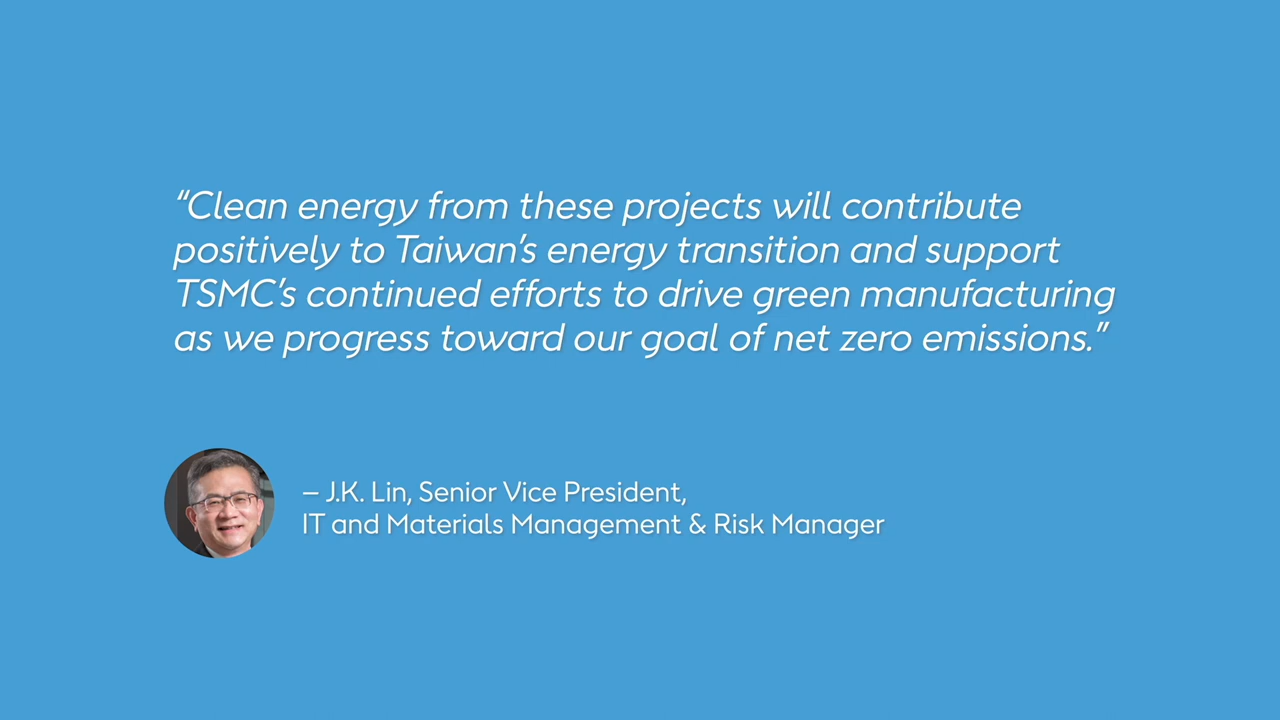 “Clean energy from these projects will contribute
positively to Taiwan’s energy transition and support
TSMC’s continued efforts to drive green manufacturing
as we progress toward our goal of net zero emissions.”
– J.K. Lin, Senior Vice President,
IT and Materials Management & Risk Manager